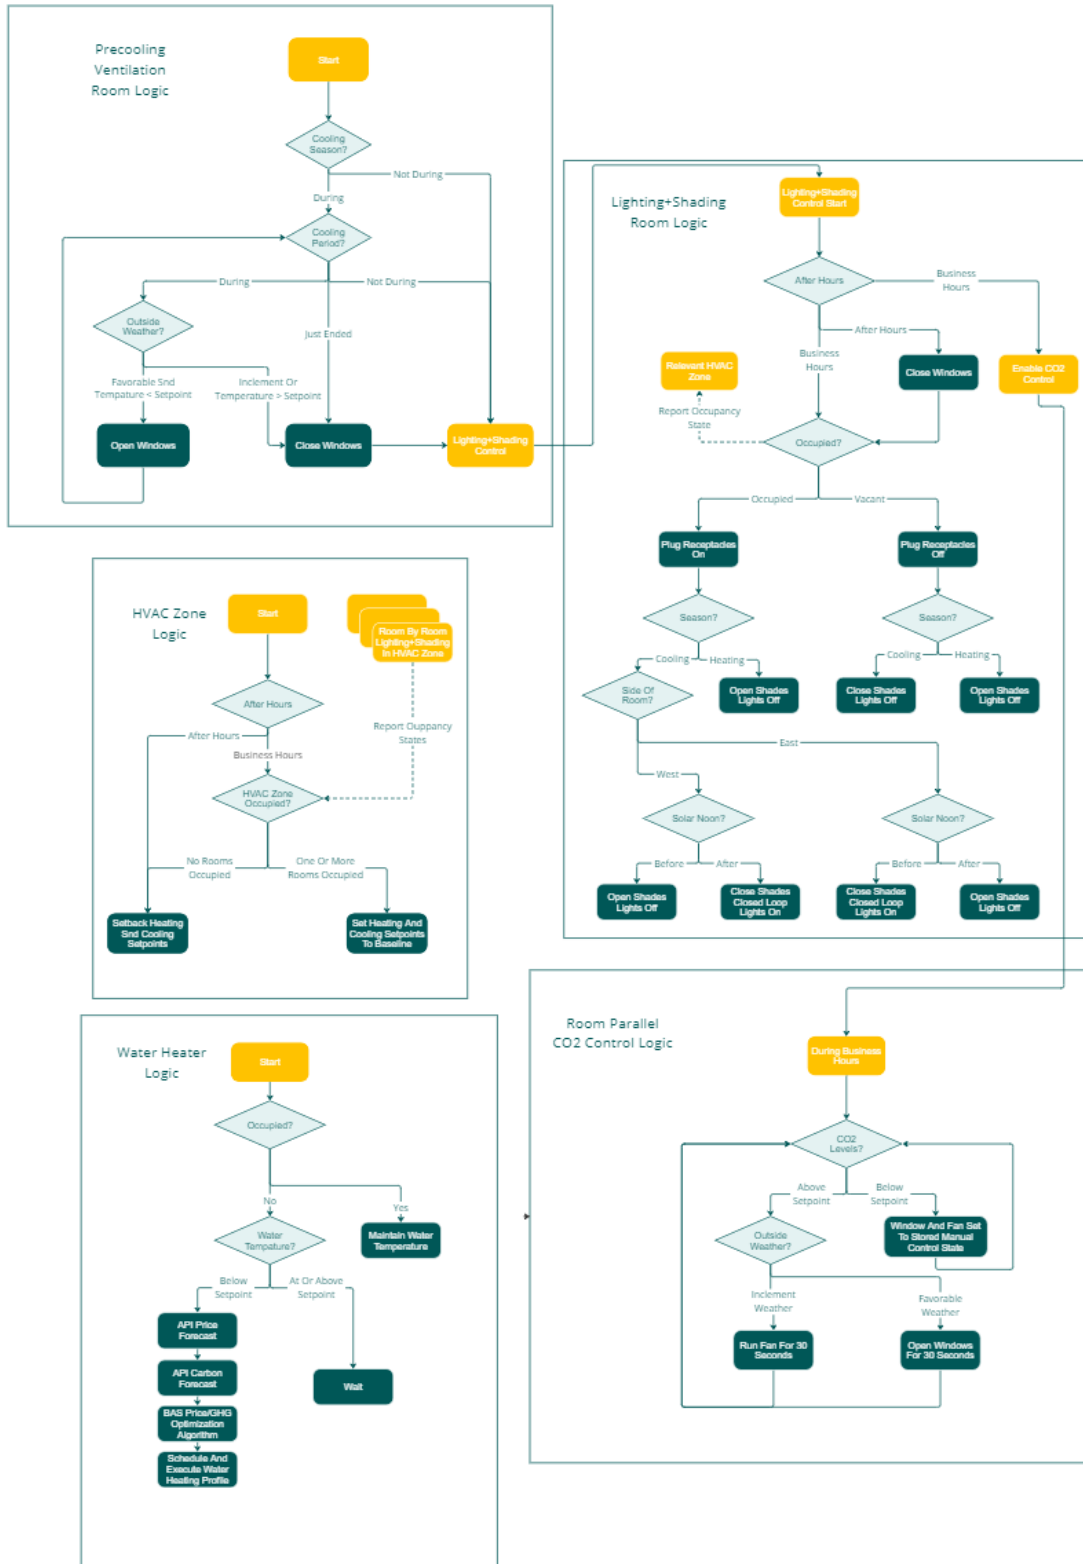 Precooling
Ventilation
Room Logic
Start
Cooling
Season?
Not During
During
Cooling
Period?
During
Not During
Outside
Weather?
Just Ended
Favorable Snd
Tempature < Setpoint
Inclement Or
Temperature > Setpoint
Open Windows
Close Windows
Lighting+Shading
Control
Lighting+Shading
Room Logic
Lighting+Shading
Control Start
After Hours
Business
Hours
After Hours
Business
Hours
Relevant HVAC
Zone
Close Windows
Enable CO2
Control
Report Occupancy
State
Occupied?
Occupied
Vacant
Plug Receptacles
On
Plug Receptacles
Off
Season?
Season?
Cooling
Heating
Cooling
Heating
Side Of
Room?
Open Shades
Lights Off
Close Shades
Lights Off
Open Shades
Lights Off
East
West
Solar Noon?
Solar Noon?
Before
After
Before
After
Open Shades
Lights Off
Close Shades
Closed Loop
Lights On
Close Shades
Closed Loop
Lights On
Open Shades
Lights Off
HVAC Zone
Logic
Start
Room By Room
Lighting+Shading
In HVAC Zone
After Hours
After Hours
Report Ouppancy
States
Business Hours
HVAC Zone
Occupied?
No Rooms
Occupied
One Or More
Rooms Occupied
Setback Heating
Snd Cooling
Setpoints
Set Heating And
Cooling Setpoints
To Baseline
Water Heater
Logic
Start
Occupied?
No
Yes
Water
Tempature?
Maintain Water
Temperature
Below
Setpoint
At Or Above
Setpoint
API Price
Forecast
API Carbon
Forecast
Wait
BAS Price/GHG
Optimization
Algorithm
Schedule And
Execute Water
Heating Profile
Room Parallel
CO2 Control Logic
During Business
Hours
CO2
Levels?
Above
Setpoint
Below
Setpoint
Outside
Weather?
Window And Fan Set
To Stored Manual
Control State
Inclement
Weather
Favorable
Weather
Run Fan For 30
Seconds
Open Windows
For 30 Seconds